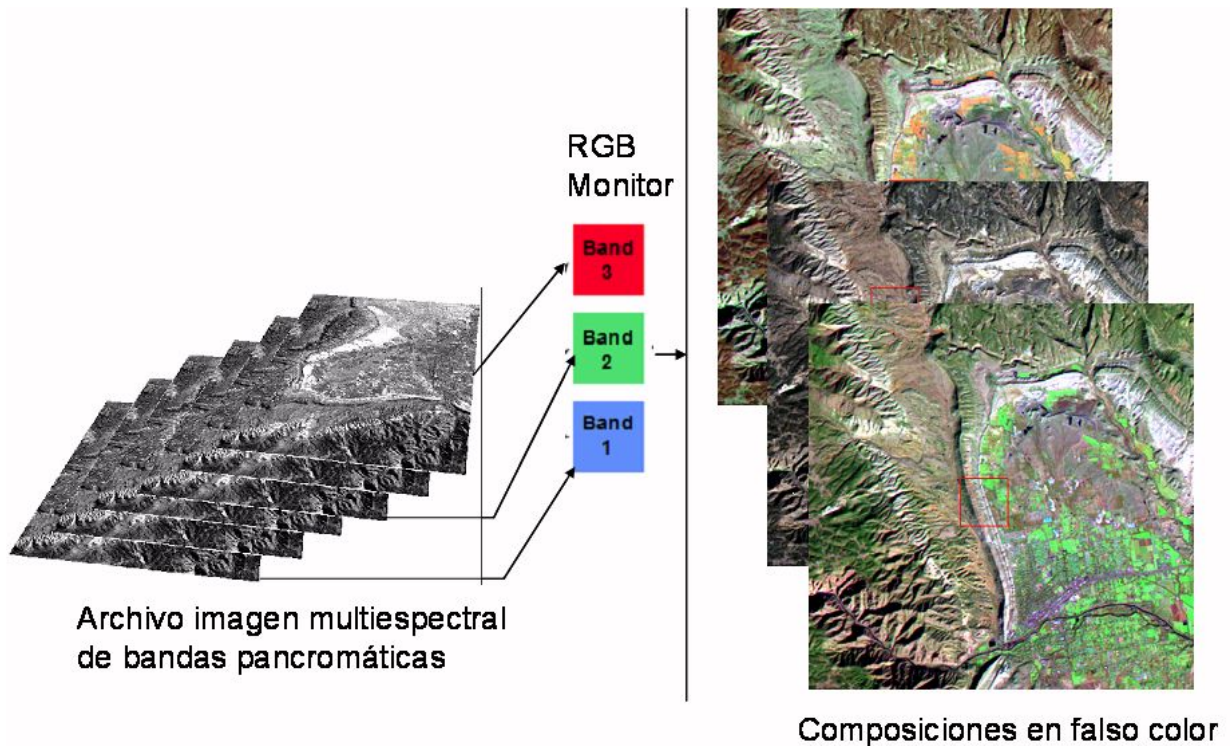 RGB
Monitor
Band
3
Band
2
Band
1
Archivo imagen multiespectral
de bandas pancromáticas
Composiciones en falso color